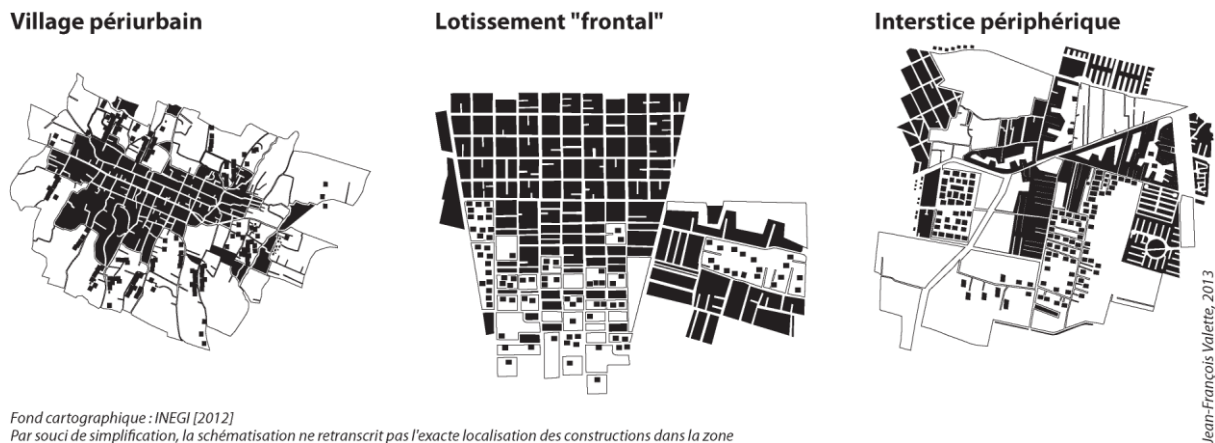 Village périurbain
Lotissement "frontal"
Interstice périphérique
Jean-François Valette, 2013
Fond cartographique : INEGI [2012]
Par souci de simplification, la schématisation ne retranscrit pas l'exacte localisation des constructions dans la zone